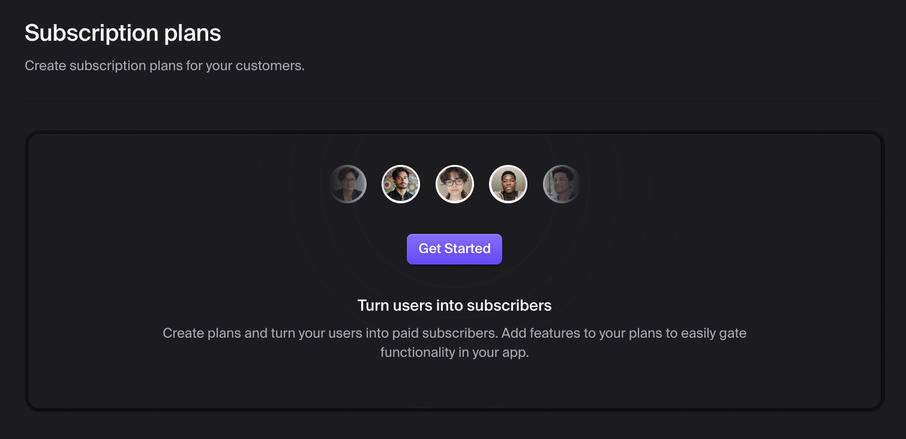 Subscription plans
Create subscription plans for your customers.
Get Started
Turn users into subscribers
Create plans and turn your users into paid subscribers. Add features to your plans to easily gate
functionality in your app.